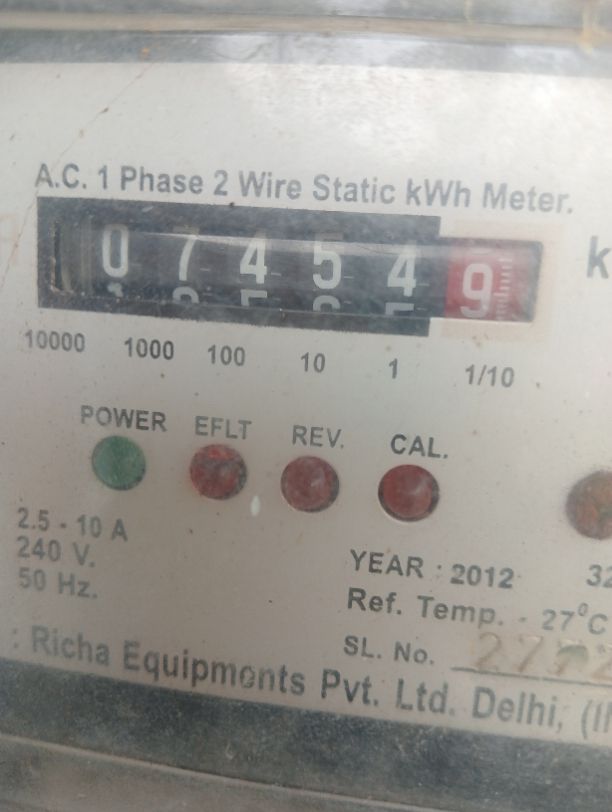 A.C. 1 Phase 2 Wire Static kWh Meter.
0 7 4 5 4 9 k
10000 1000 100 10 1 1/10
POWER EFLT REV. CAL.
2.5 - 10 A
240 V.
50 Hz.
YEAR : 2012 32
Ref. Temp. - 27°C
SL. No.
: Richa Equipments Pvt. Ltd. Delhi,